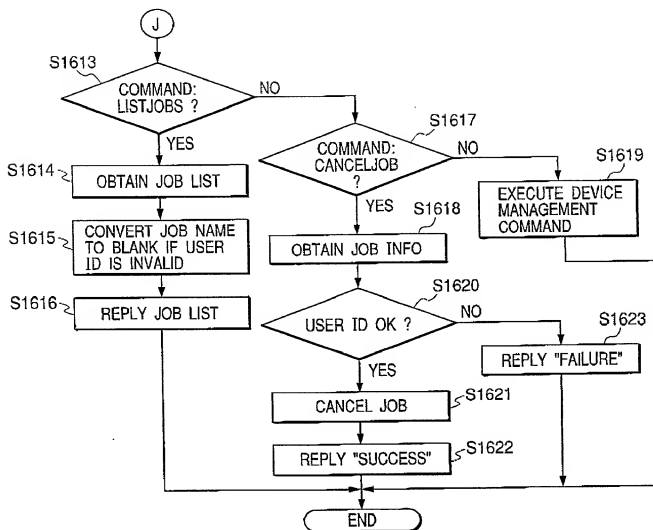 J
S1613
COMMAND:
LISTJOBS ?
NO
YES
S1617
COMMAND:
CANCELJOB
?
NO
YES
S1619
EXECUTE DEVICE
MANAGEMENT
COMMAND
S1614
OBTAIN JOB LIST
S1618
OBTAIN JOB INFO
S1615
CONVERT JOB NAME
TO BLANK IF USER
ID IS INVALID
S1616
REPLY JOB LIST
S1620
USER ID OK ?
NO
YES
S1623
REPLY "FAILURE"
S1621
CANCEL JOB
S1622
REPLY "SUCCESS"
END